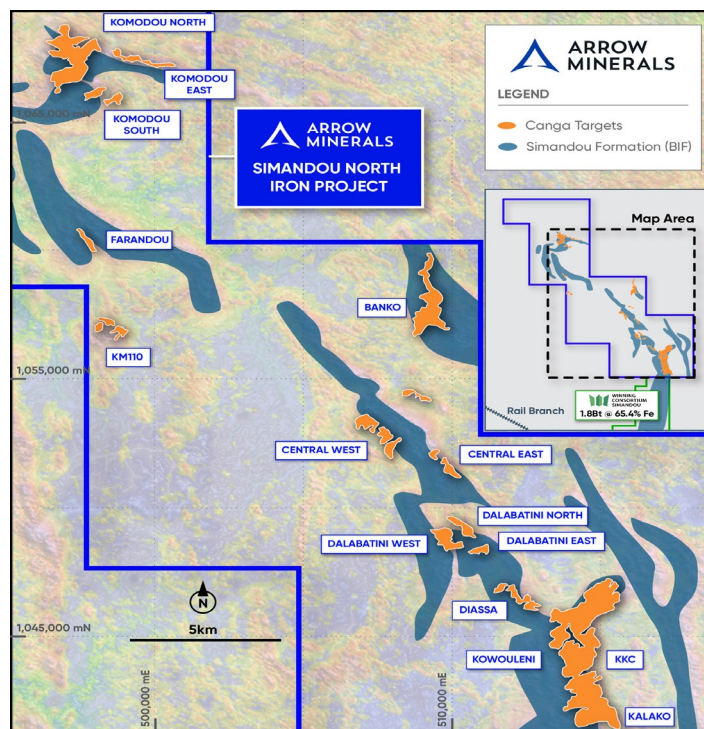 KOMODOU NORTH
KOMODOU
EAST
KOMODOU
SOUTH
1,065,000 mN
ARROW
MINERALS
SIMANDOU NORTH
IRON PROJECT
ARROW
MINERALS
LEGEND
Canga Targets
Simandou Formation (BIF)
Map Area
WINNING
CONSORTIUM
SIMANDOU
1.8Bt @ 65.4% Fe
Rail Branch
FARANDOU
BANKO
KM110
1,055,000 mN
CENTRAL WEST
CENTRAL EAST
DALABATINI NORTH
DALABATINI WEST
DALABATINI EAST
DIASSA
N
5km
1,045,000 mN
KOWOULENI
KKC
KALAKO
500,000 mE
510,000 mE